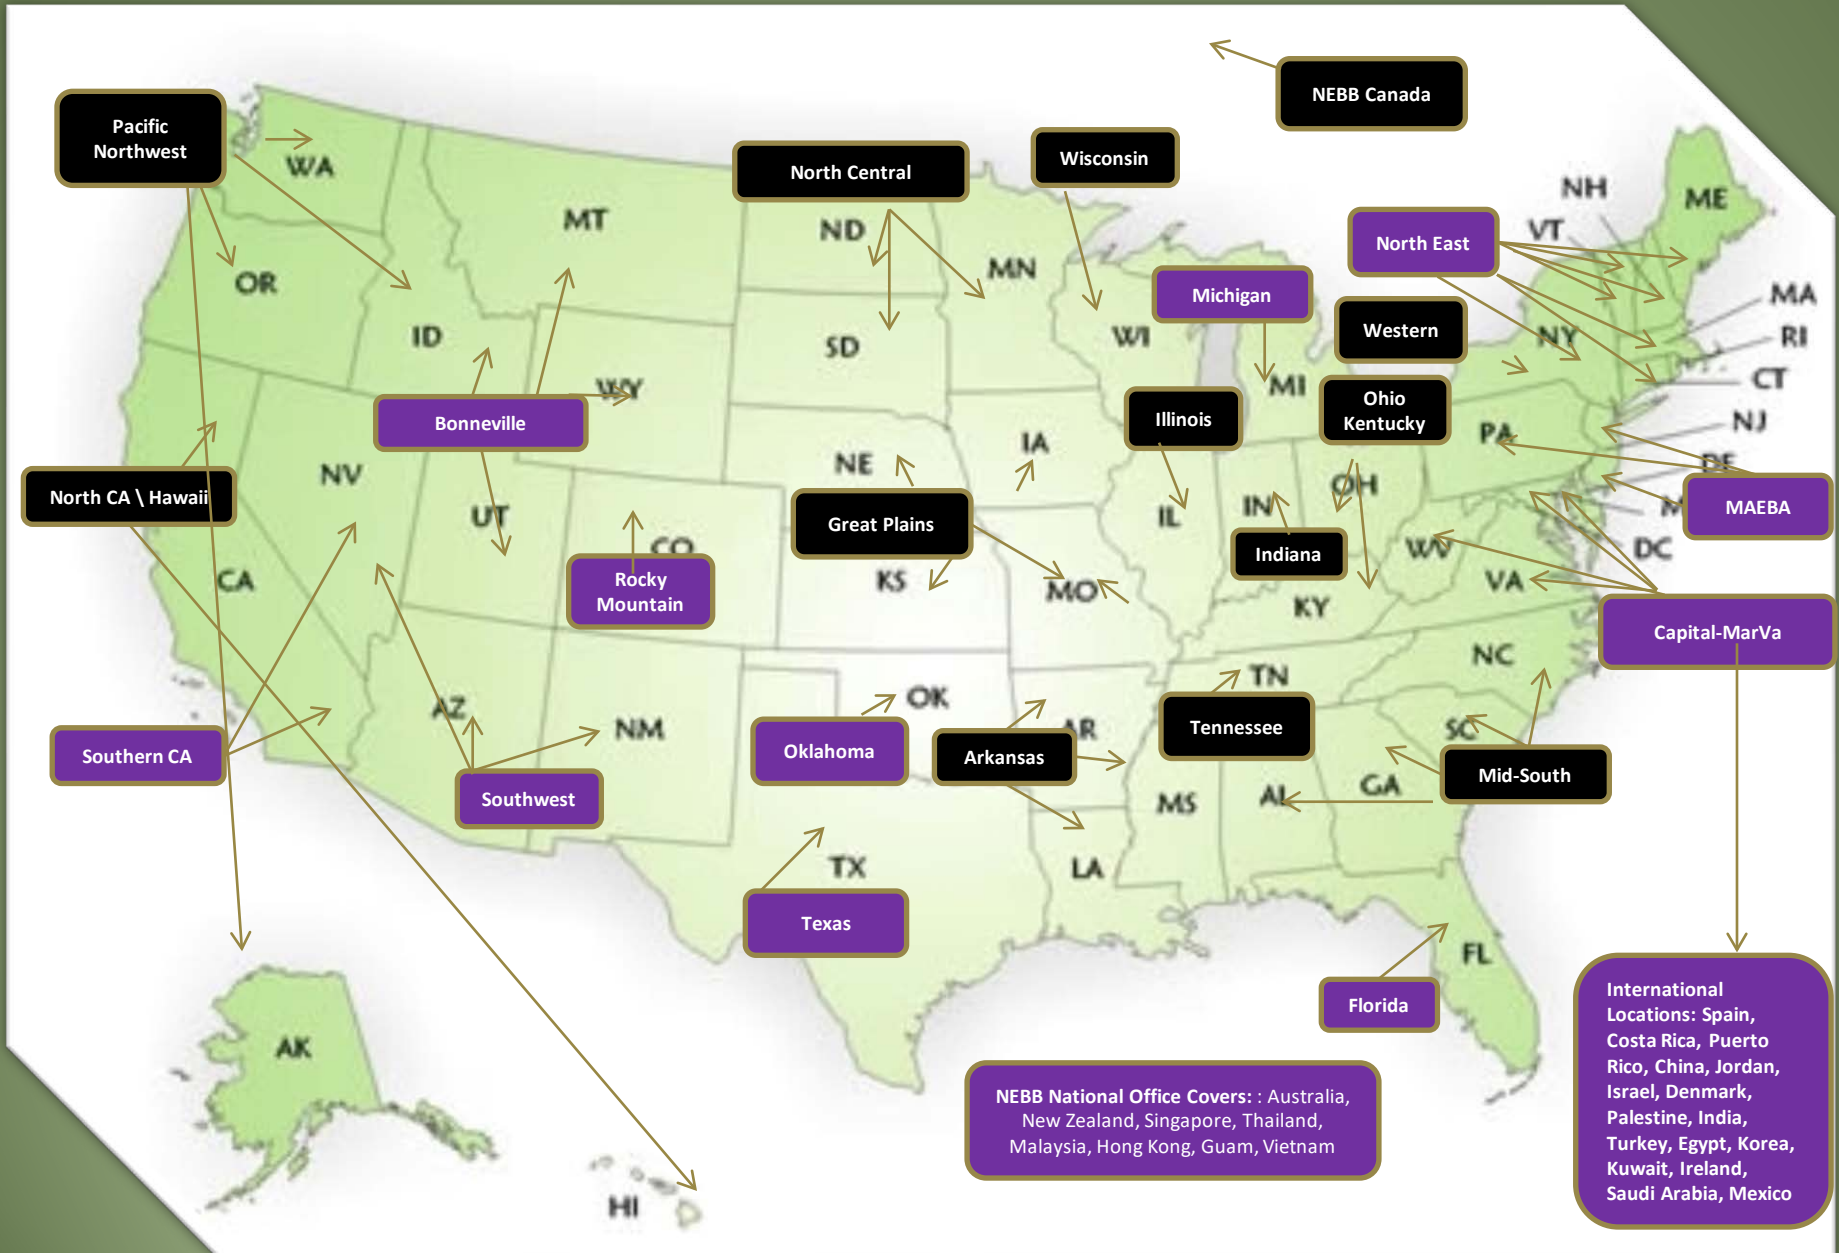 NEBB Canada
Pacific
Northwest
WA
North Central
Wisconsin
NH
ME
VT
MT
ND
MN
North East
OR
Michigan
MA
ID
SD
WI
Western
NY
RI
WY
MI
CT
Bonneville
Illinois
Ohio
Kentucky
PA
NJ
NV
NE
IA
DE
North CA \ Hawaii
UT
Great Plains
IL
IN
OH
M
MAEBA
CO
Indiana
WV
DC
CA
Rocky
Mountain
KS
MO
KY
VA
Capital-MarVa
NC
TN
AZ
NM
OK
AR
Tennessee
SC
Southern CA
Oklahoma
Arkansas
Mid-South
Southwest
MS
AL
GA
TX
LA
Texas
FL
Florida
AK
HI
NEBB National Office Covers: : Australia,
New Zealand, Singapore, Thailand,
Malaysia, Hong Kong, Guam, Vietnam
International
Locations: Spain,
Costa Rica, Puerto
Rico, China, Jordan,
Israel, Denmark,
Palestine, India,
Turkey, Egypt, Korea,
Kuwait, Ireland,
Saudi Arabia, Mexico